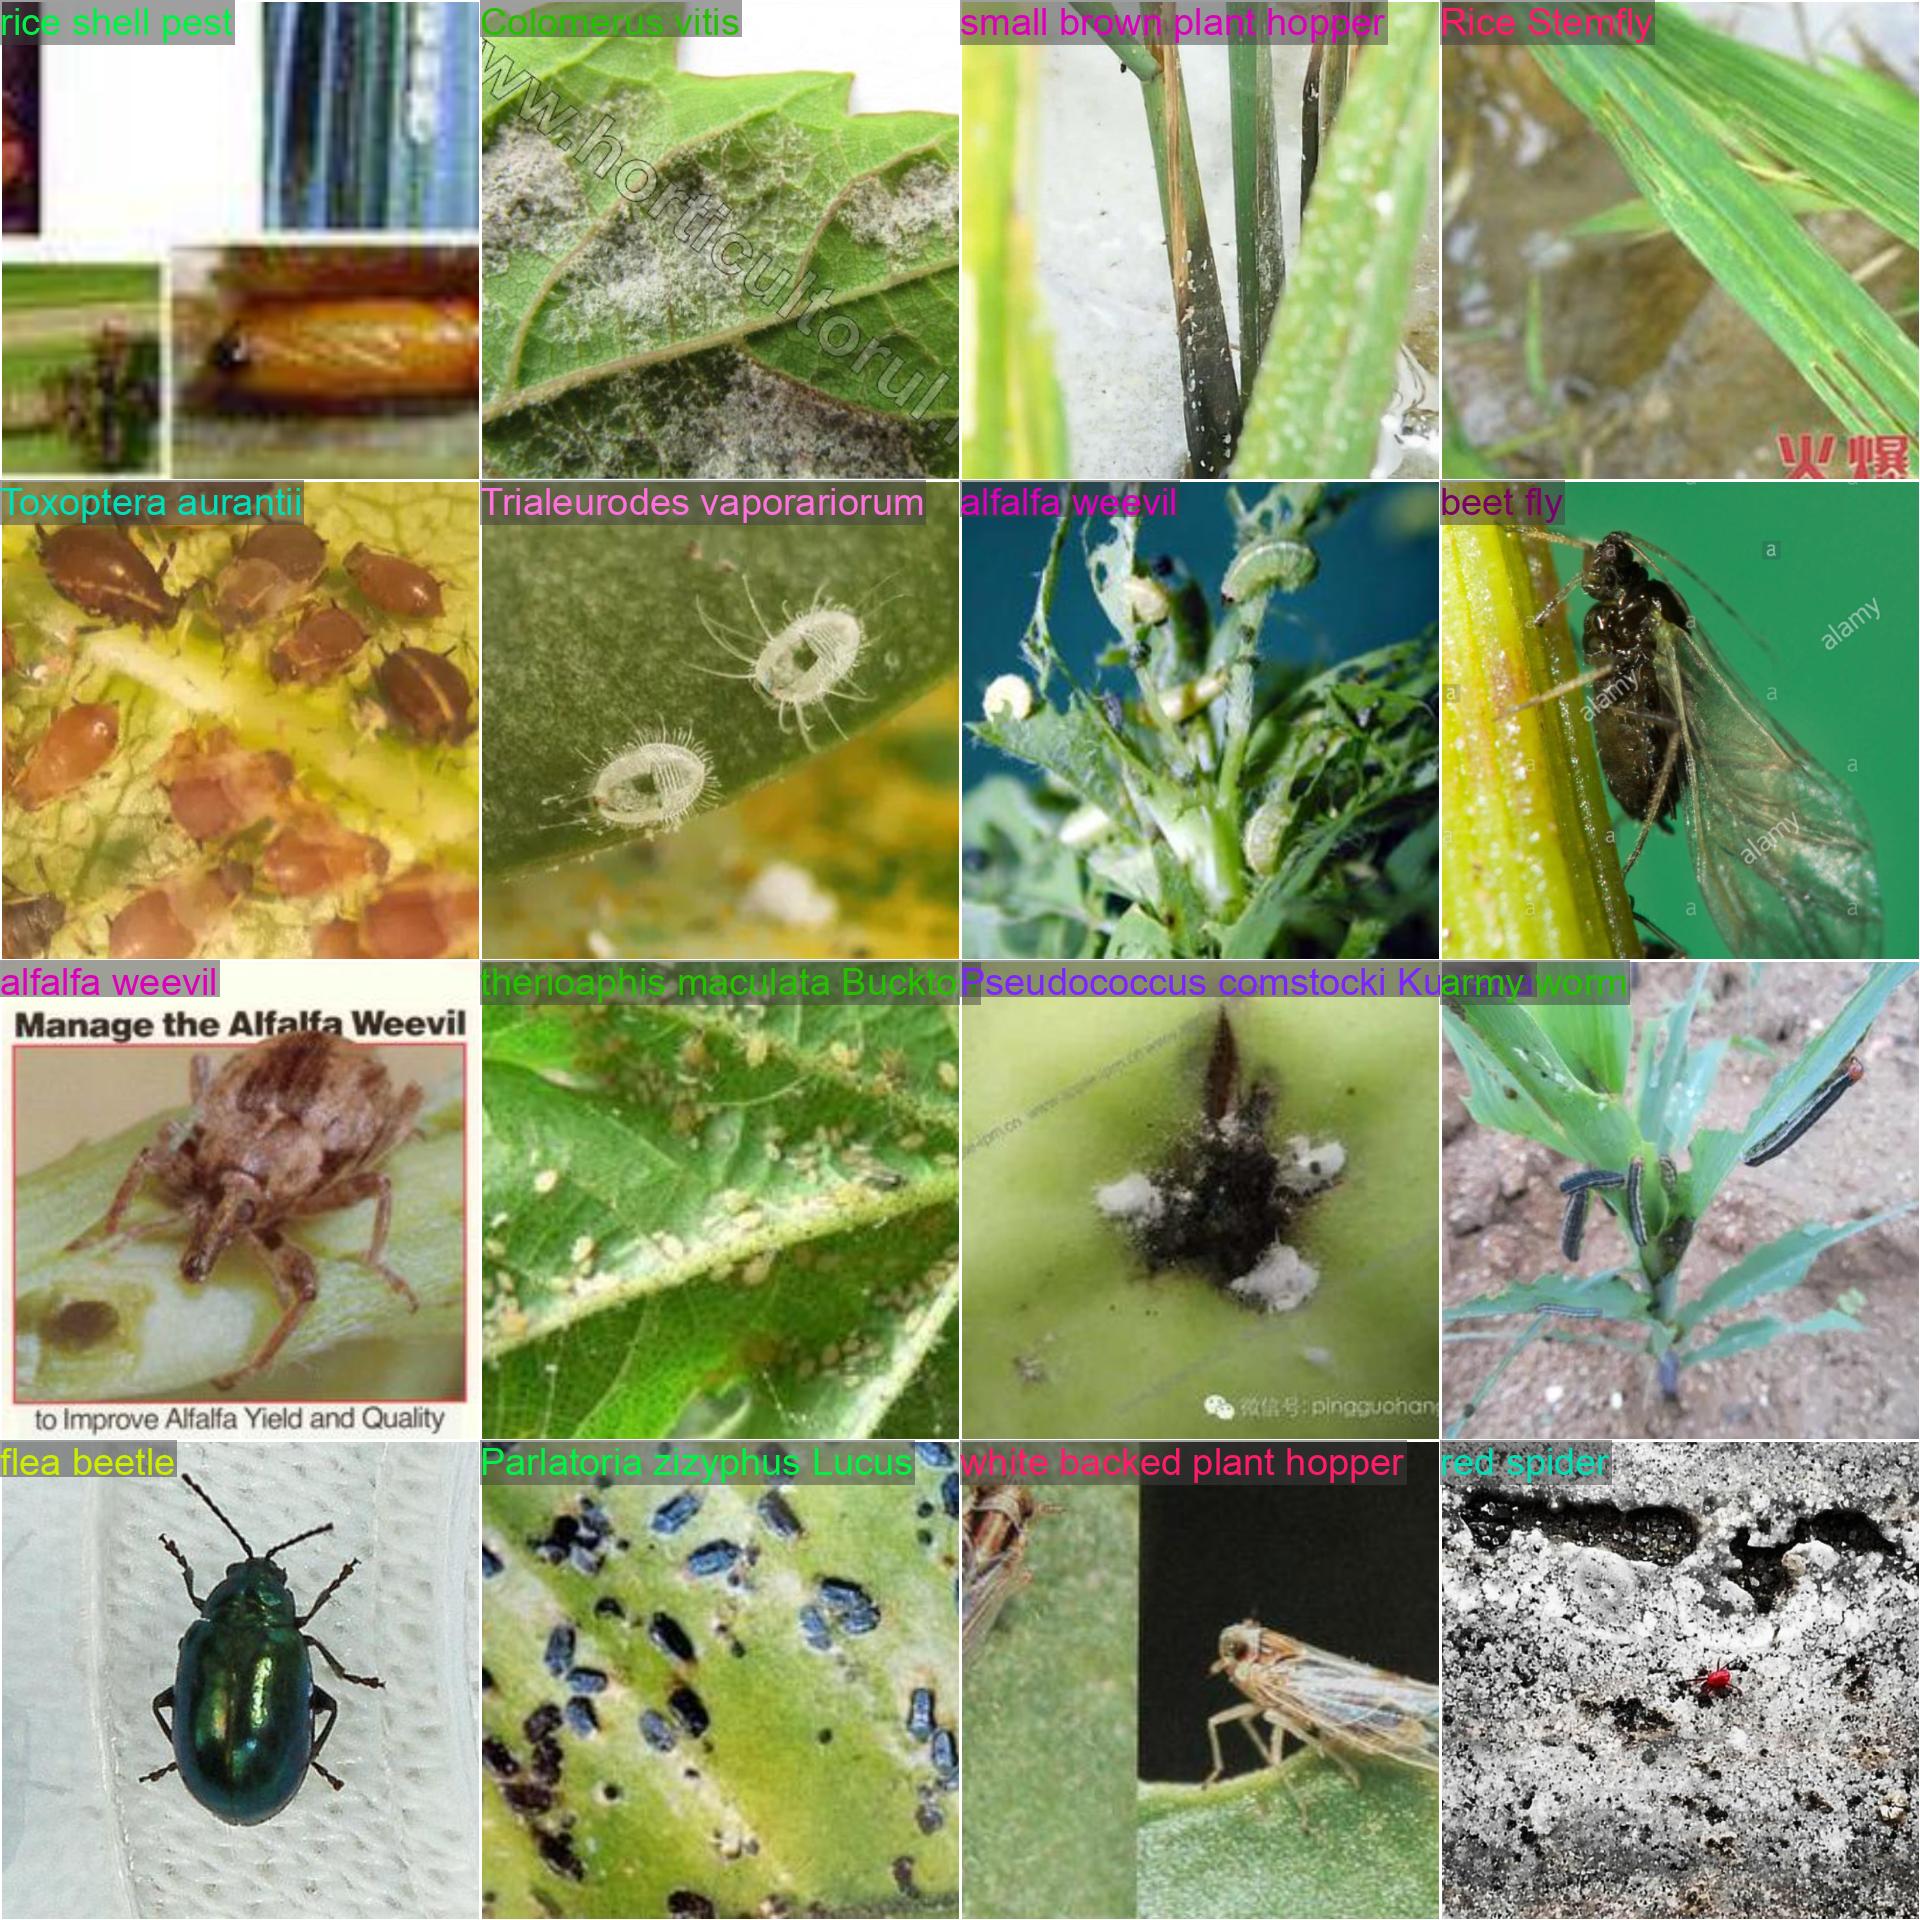 rice shell pest
Colomerus vitis
small brown plant hopper
Rice Stemfly
www.horticultorul.r
火爆
Toxoptera aurantii
Trialeurodes vaporariorum
alfalfa weevil
beet fly
a
alamy
a
a
alamy
a
a
a
alamy
a
a
a
a
a
alfalfa weevil
therioaphis maculata Buckto
Pseudococcus comstocki Ku
army worm
Manage the Alfalfa Weevil
to Improve Alfalfa Yield and Quality
微信号: pingguohang
flea beetle
Parlatoria zizyphus Lucus
white backed plant hopper
red spider